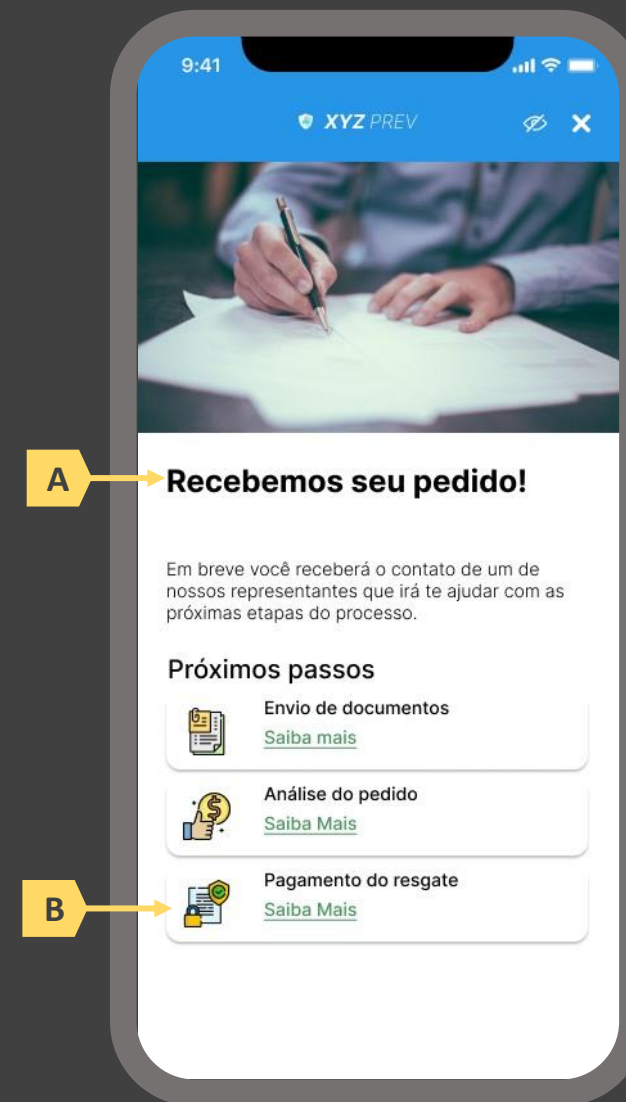 9:41
XYZ PREV
A
Recebemos seu pedido!
Em breve você receberá o contato de um de
nossos representantes que irá te ajudar com as
próximas etapas do processo.
Próximos passos
Envio de documentos
Saiba mais
Análise do pedido
Saiba Mais
B
Pagamento do resgate
Saiba Mais